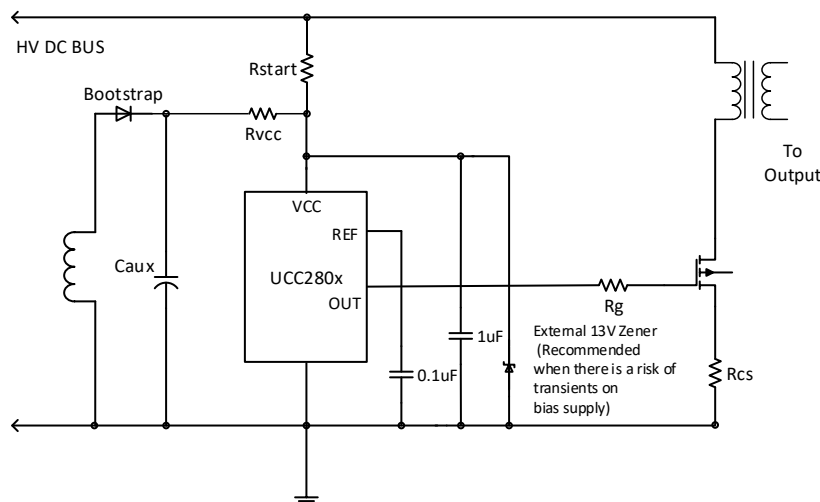 HV DC BUS
Rstart
Bootstrap
Rvcc
To
Output
VCC
REF
Caux
UCC280x
OUT
Rg
1uF
External 13V Zener
(Recommended
when there is a risk of
transients on
bias supply)
0.1uF
Rcs